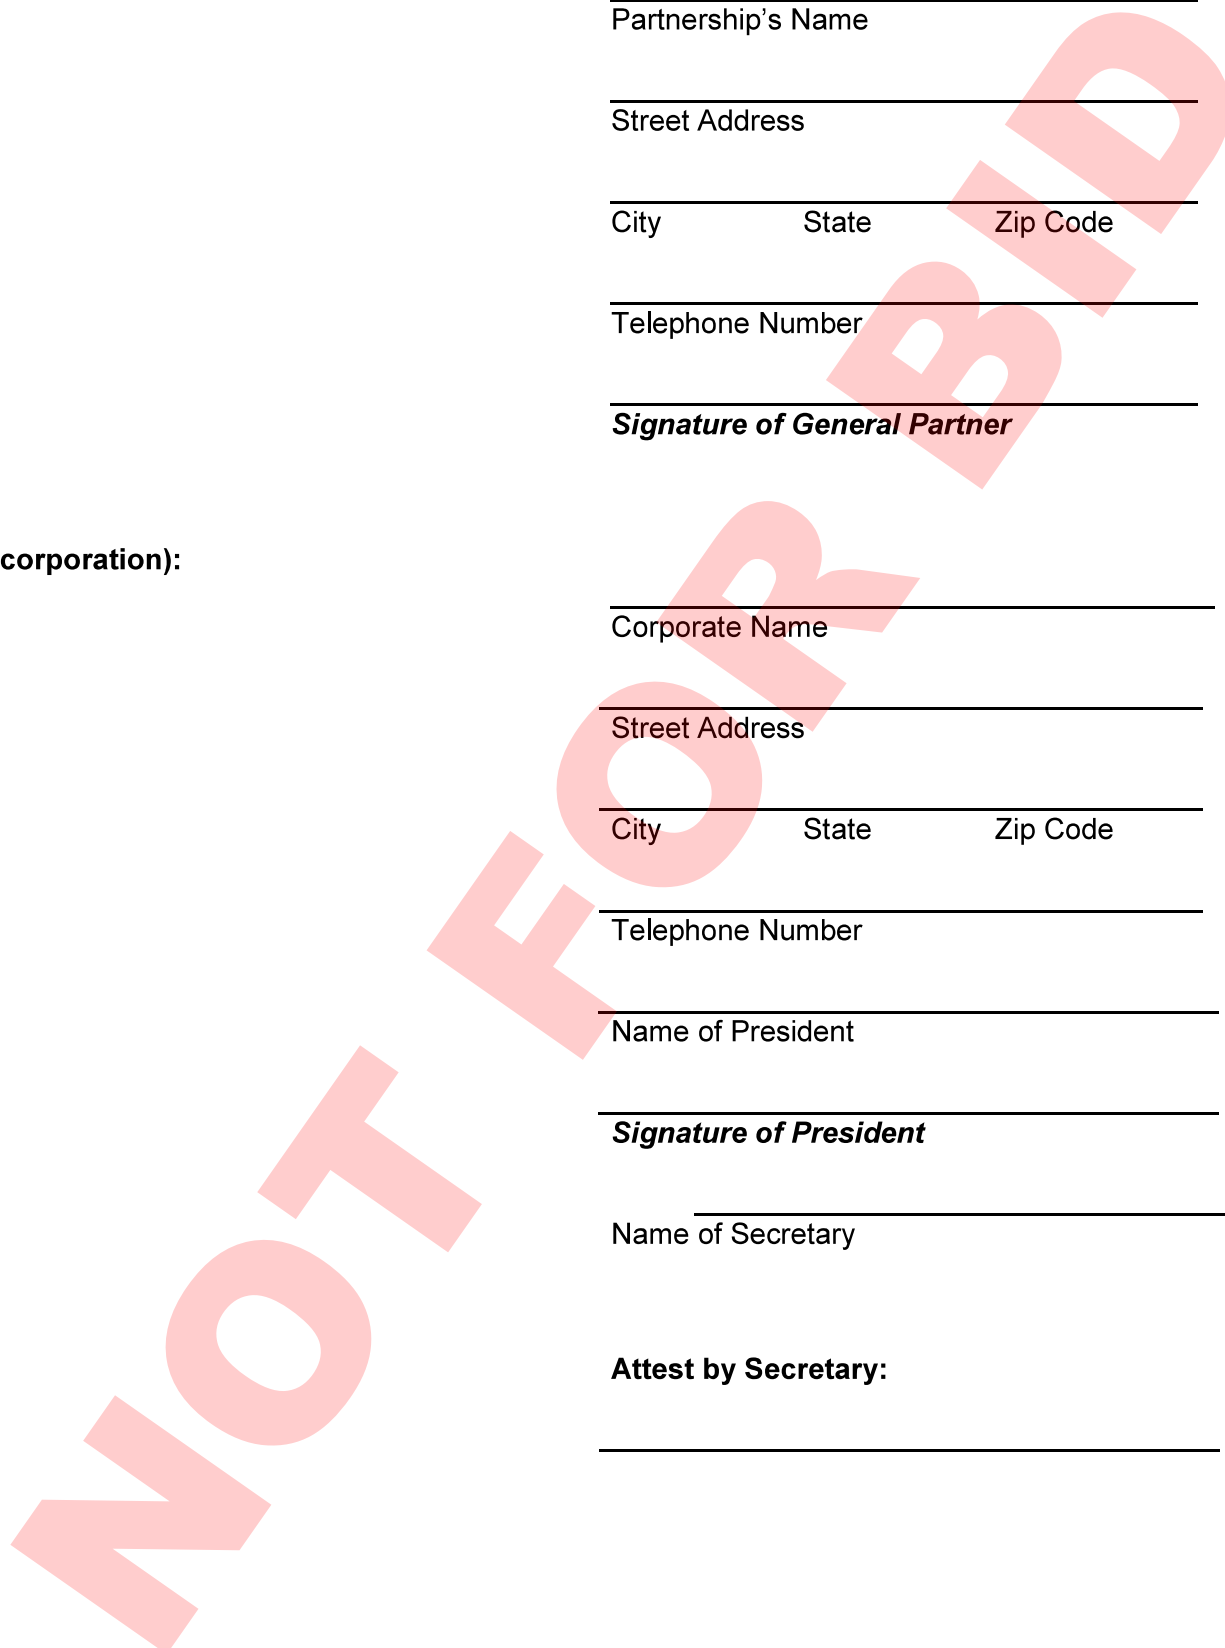 Partnership’s Name
Street Address
City State Zip Code
Telephone Number
Signature of General Partner
corporation):
Corporate Name
Street Address
City State Zip Code
Telephone Number
Name of President
Signature of President
Name of Secretary
Attest by Secretary:
NOT FOR BID